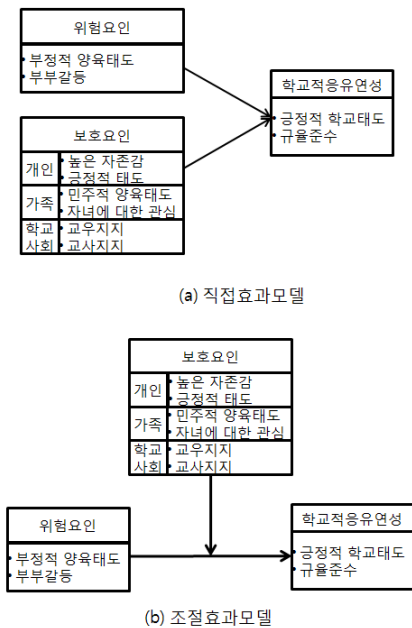 위험요인
• 부정적 양육태도
• 부부갈등
학교적응유연성
• 긍정적 학교태도
• 규율준수
보호요인
개인
• 높은 자존감
• 긍정적 태도
가족
• 민주적 양육태도
• 자녀에 대한 관심
학교
사회
• 교우지지
• 교사지지
(a) 직접효과모델
보호요인
개인
• 높은 자존감
• 긍정적 태도
가족
• 민주적 양육태도
• 자녀에 대한 관심
학교
사회
• 교우지지
• 교사지지
위험요인
• 부정적 양육태도
• 부부갈등
학교적응유연성
• 긍정적 학교태도
• 규율준수
(b) 조절효과모델